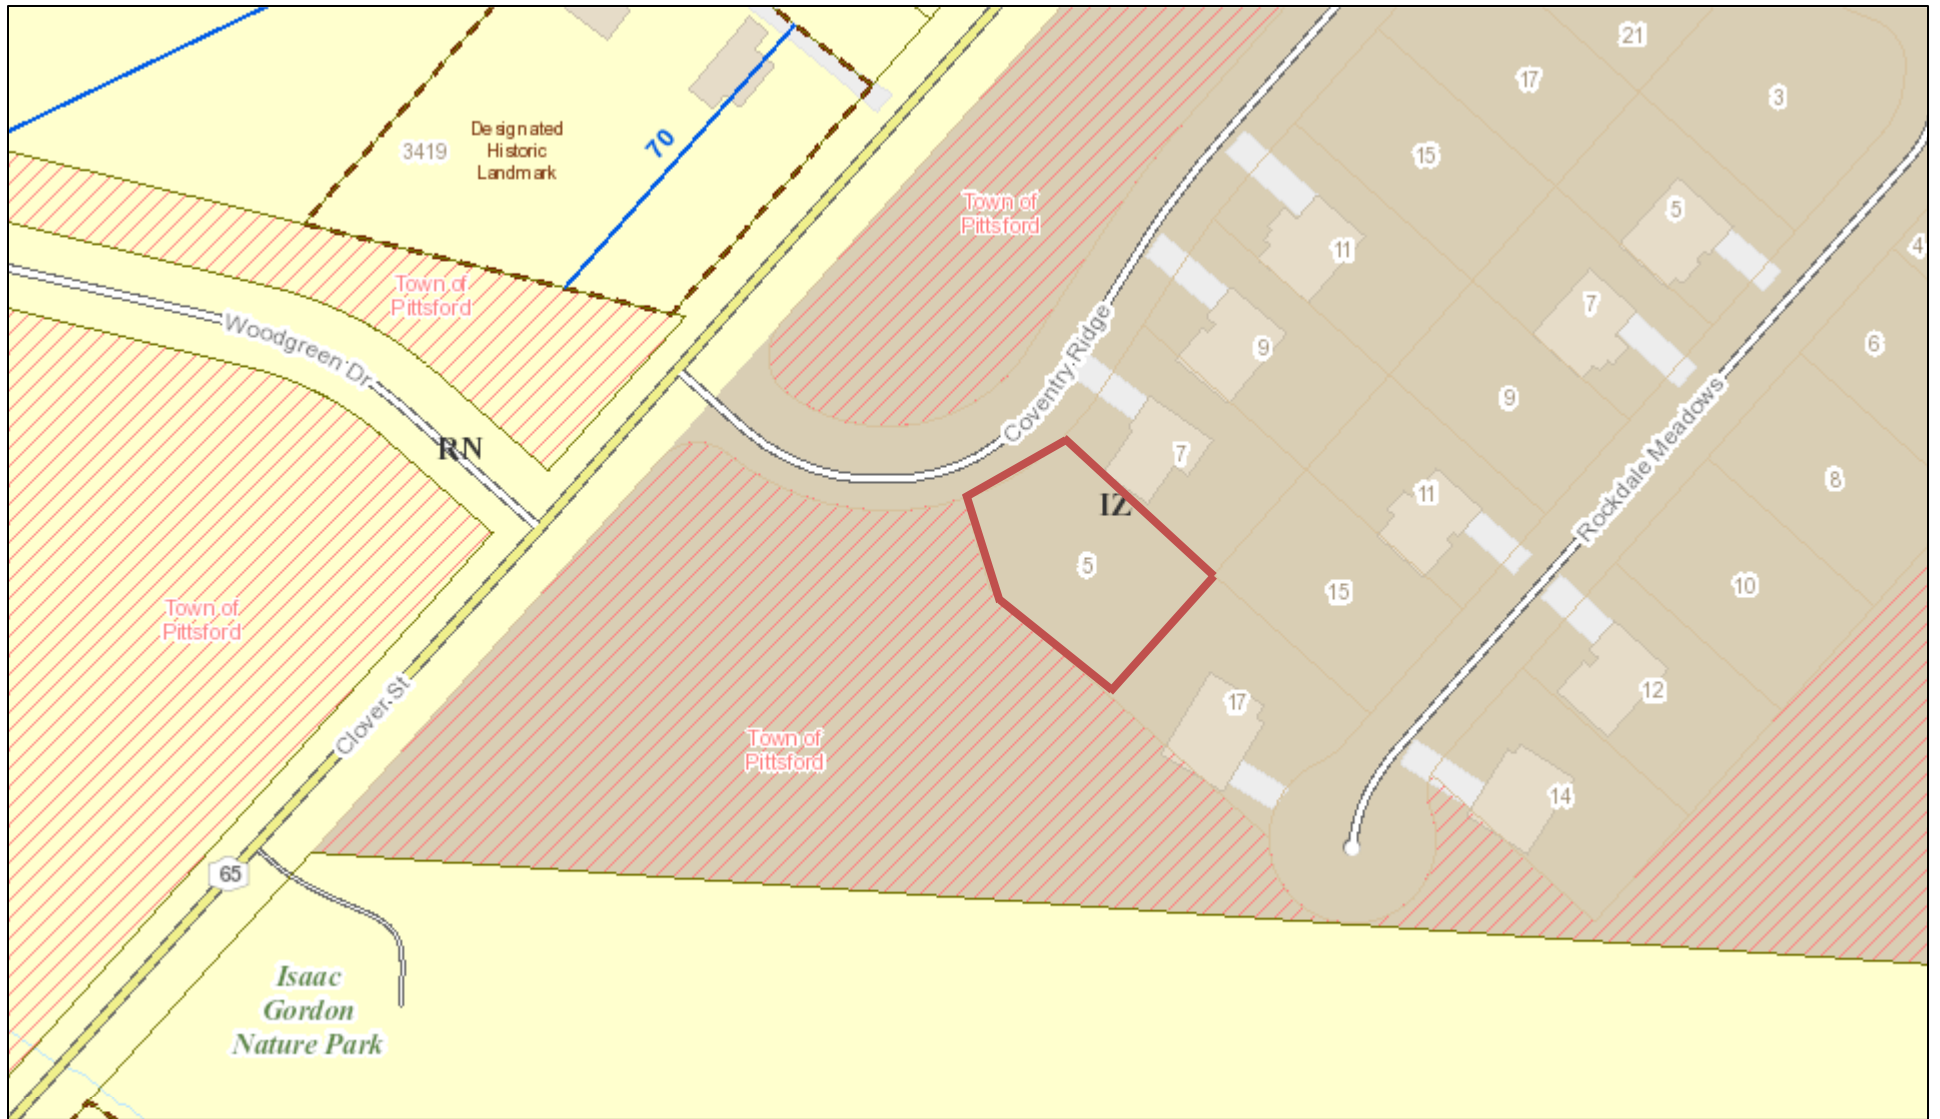 21
17
3
70
Designated
Historic
Landmark
3419
15
Town of
Pittsford
5
4
11
Town of
Pittsford
7
Woodgreen Dr
9
6
Coventry Ridge
9
Rockdale Meadows
RN
7
8
11
IZ
5
15
10
Town of
Pittsford
12
17
Clover St
Town of
Pittsford
14
65
Isaac
Gordon
Nature Park